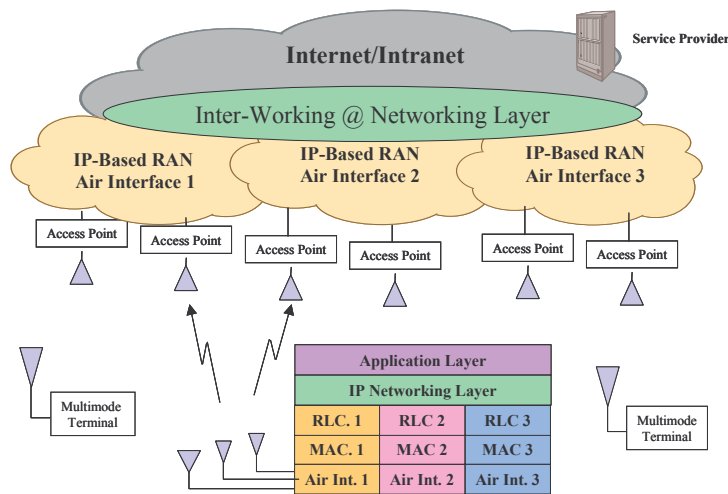 Service Provider
Internet/Intranet
Inter-Working @ Networking Layer
IP-Based RAN
Air Interface 1
IP-Based RAN
Air Interface 2
IP-Based RAN
Air Interface 3
Access Point
Access Point
Access Point
Access Point
Access Point
Access Point
Multimode
Terminal
Application Layer
IP Networking Layer
RLC. 1 RLC 2 RLC 3
MAC. 1 MAC 2 MAC 3
Air Int. 1 Air Int. 2 Air Int. 3
Multimode
Terminal